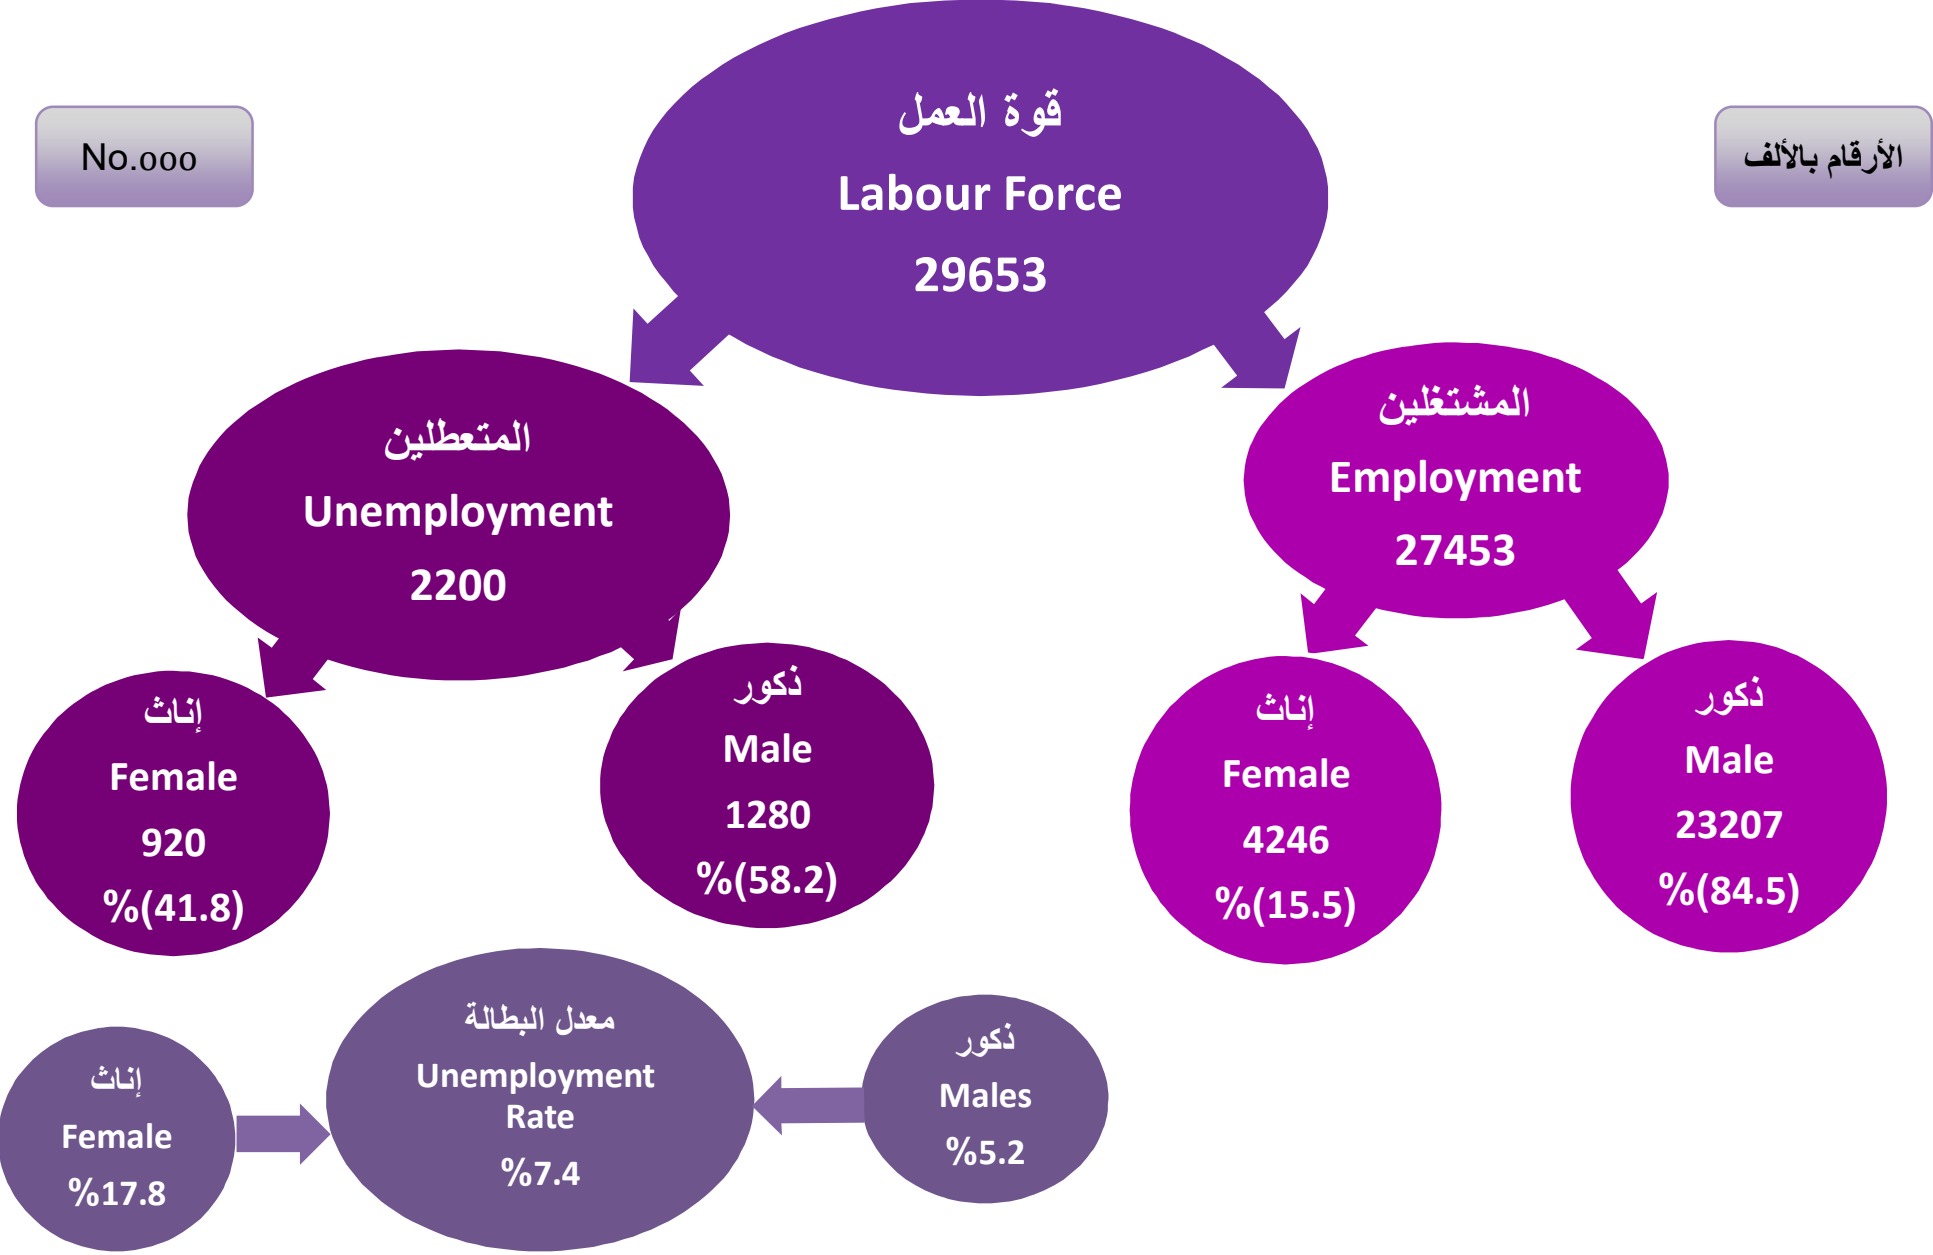 No.000
الأرقام بالألف
قوة العمل
Labour Force
29653
المتعطلين
Unemployment
2200
المشتغلين
Employment
27453
إناث
Female
920
%(41.8)
ذكور
Male
1280
%(58.2)
إناث
Female
4246
%(15.5)
ذكور
Male
23207
%(84.5)
إناث
Female
%17.8
معدل البطالة
Unemployment
Rate
%7.4
ذكور
Males
%5.2